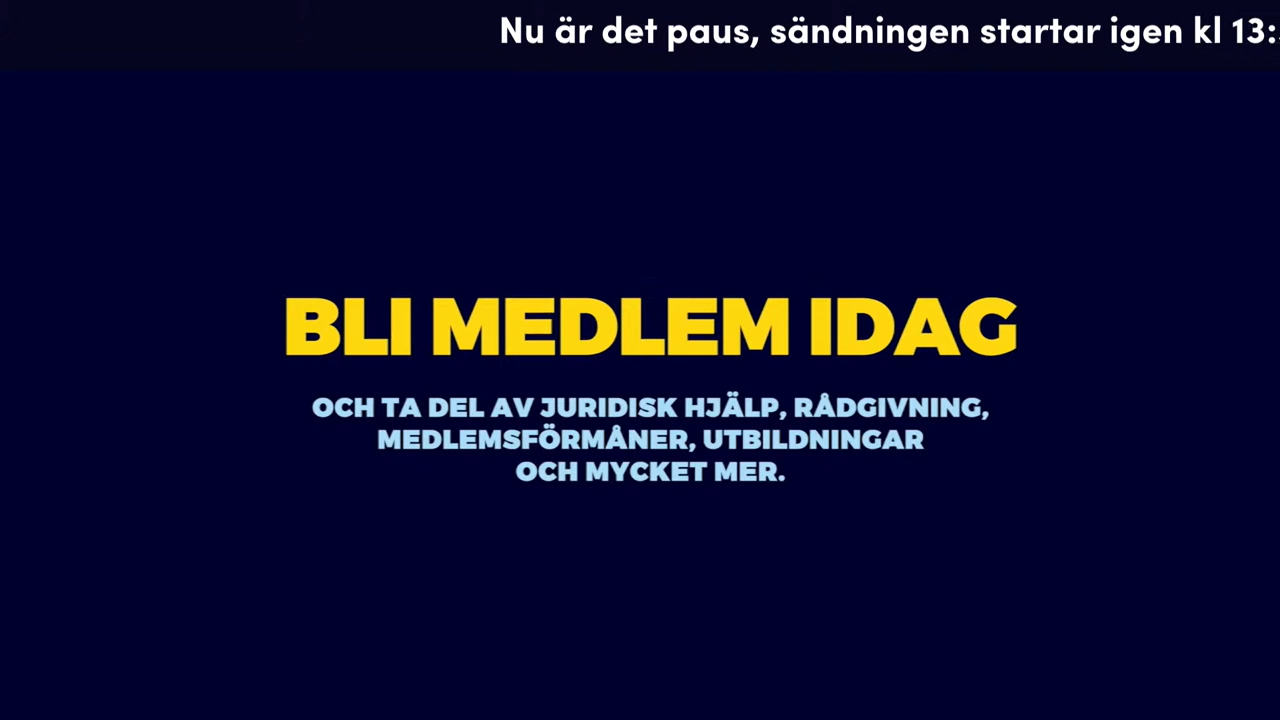 Nu är det paus, sändningen startar igen kl 13:
BLI MEDLEM IDAG
OCH TA DEL AV JURIDISK HJÄLP, RÅDGIVNING,
MEDLEMSFÖRMÅNER, UTBILDNINGAR
OCH MYCKET MER.